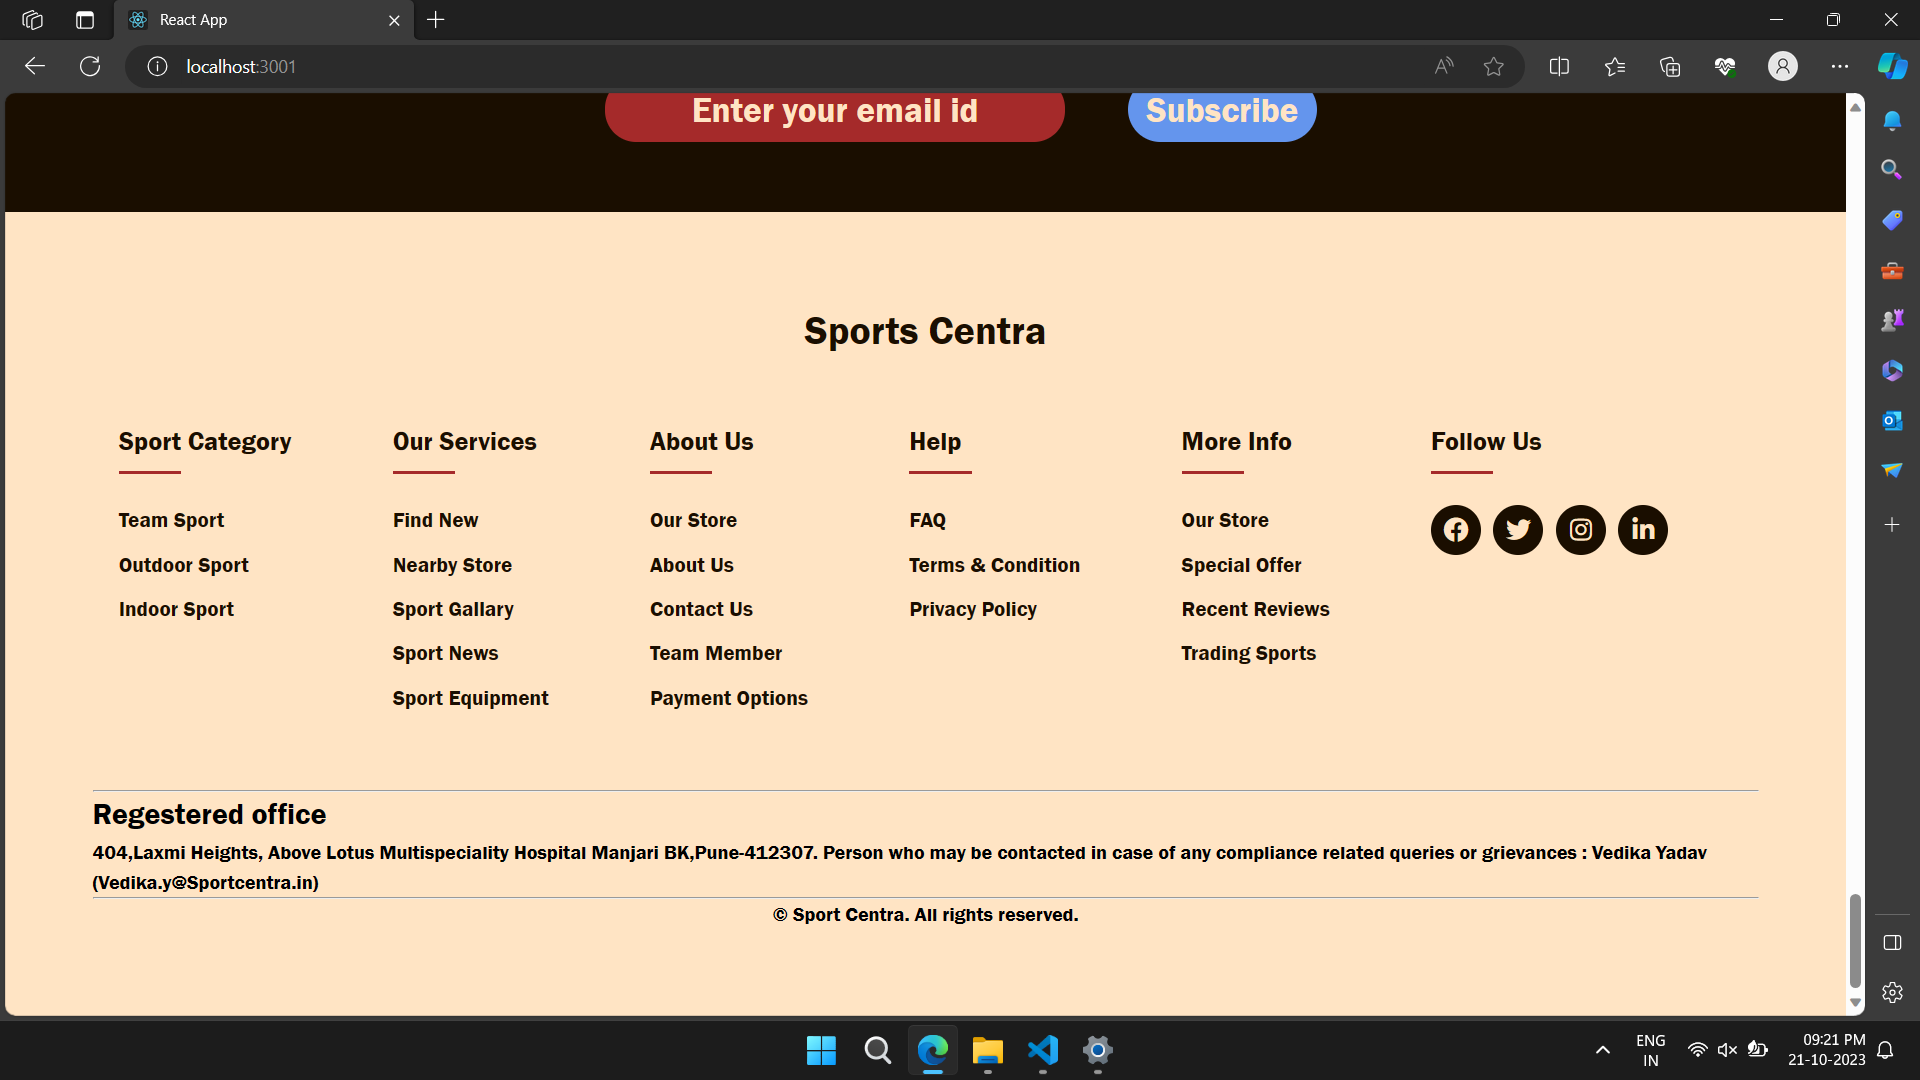 React App
localhost:3001
Enter your email id
Subscribe
Sports Centra
Sport Category
Team Sport
Outdoor Sport
Indoor Sport
Our Services
Find New
Nearby Store
Sport Gallary
Sport News
Sport Equipment
About Us
Our Store
About Us
Contact Us
Team Member
Payment Options
Help
FAQ
Terms & Condition
Privacy Policy
More Info
Our Store
Special Offer
Recent Reviews
Trading Sports
Follow Us
Regestered office
404,Laxmi Heights, Above Lotus Multispeciality Hospital Manjari BK,Pune-412307. Person who may be contacted in case of any compliance related queries or grievances : Vedika Yadav
(Vedika.y@Sportcentra.in)
© Sport Centra. All rights reserved.
ENG
IN
09:21 PM
21-10-2023